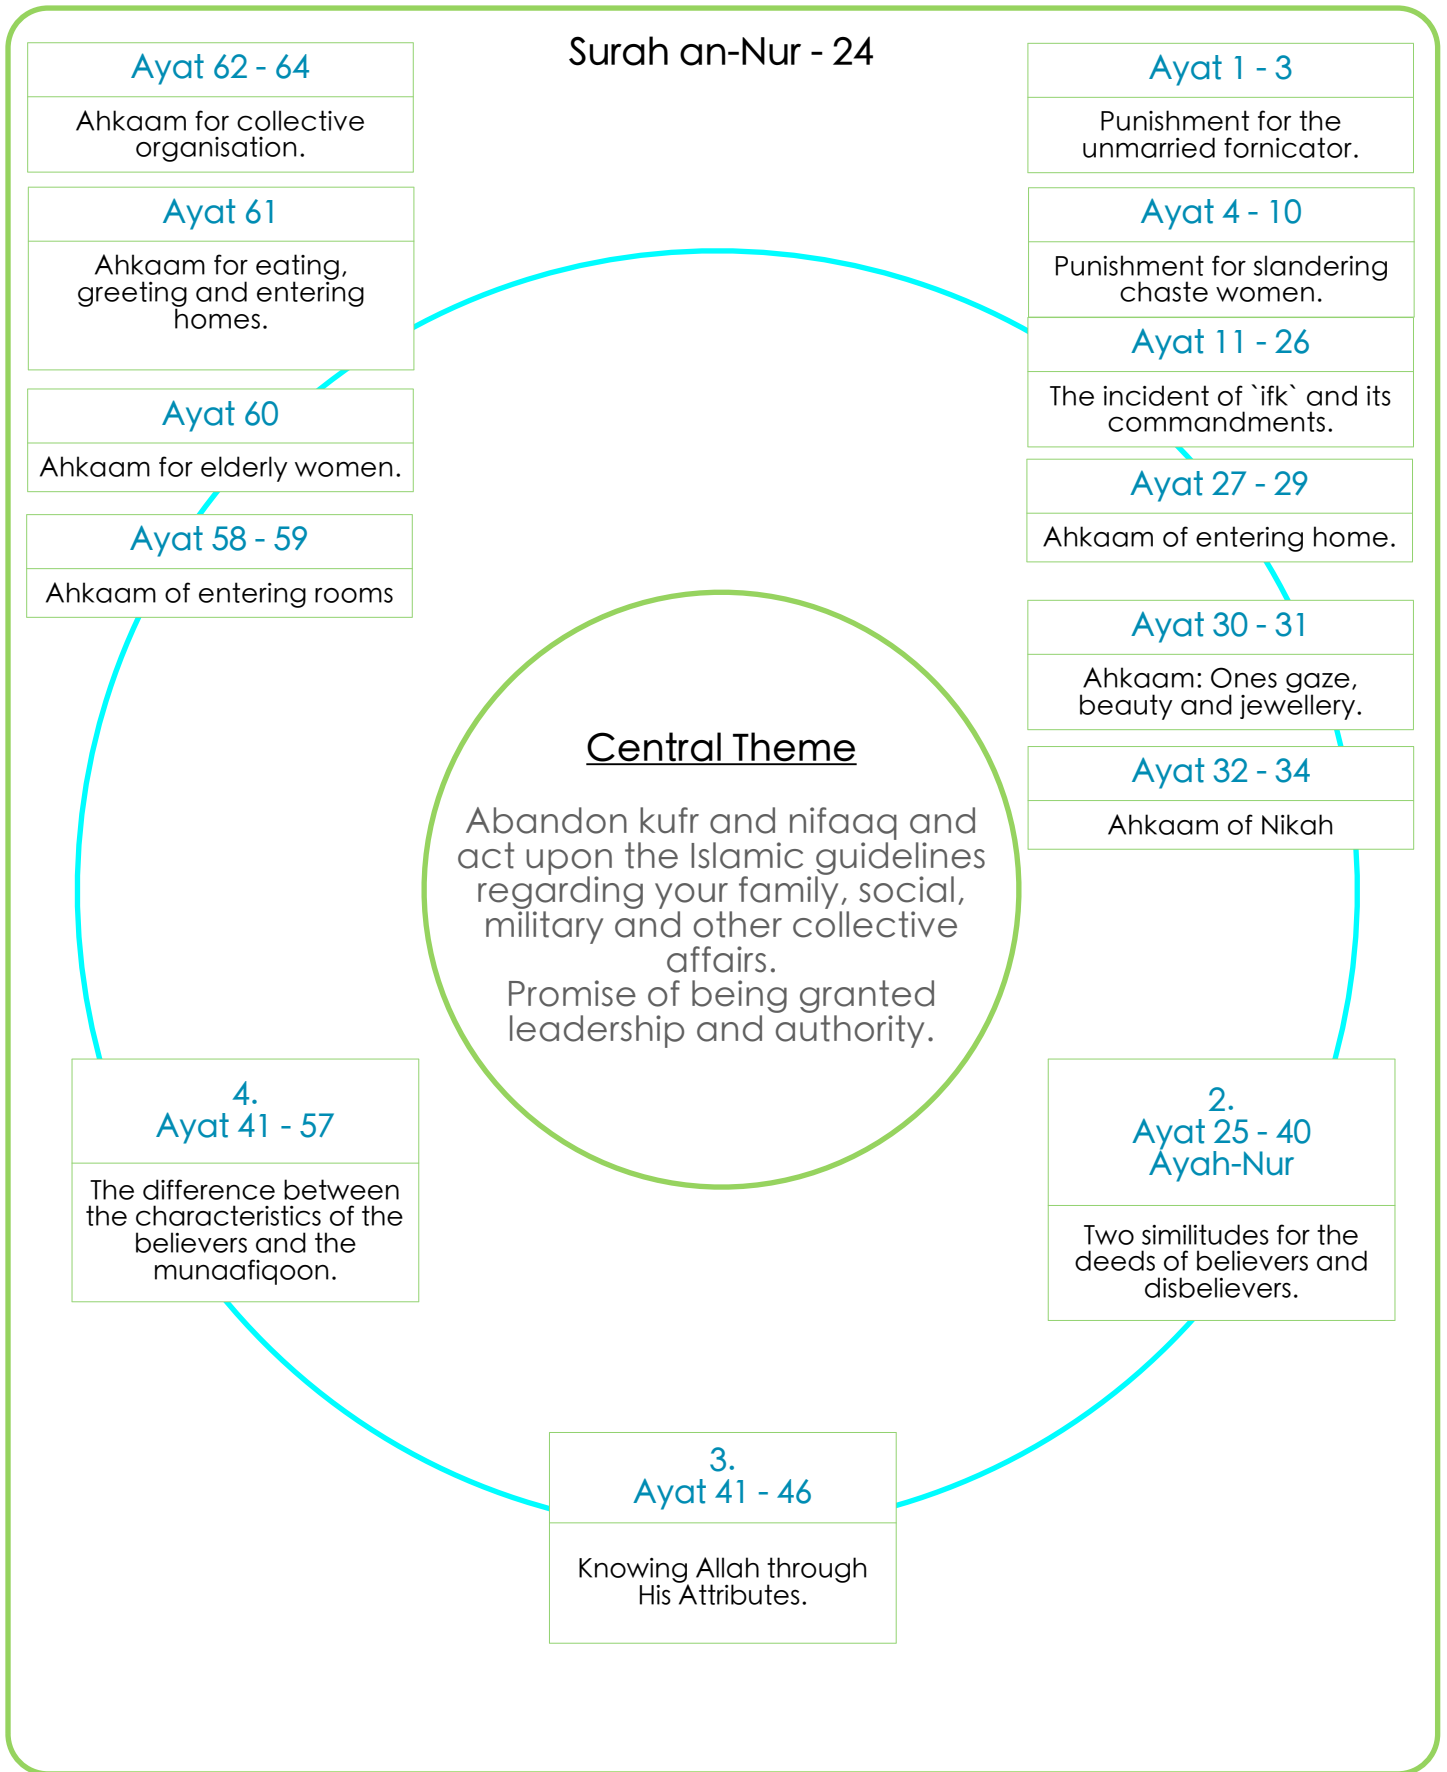 Surah an-Nur - 24
Ayat 1 - 3
Punishment for the
unmarried fornicator.
Ayat 4 - 10
Punishment for slandering
chaste women.
Ayat 11 - 26
The incident of `ifk` and its
commandments.
Ayat 27 - 29
Ahkaam of entering home.
Ayat 30 - 31
Ahkaam: Ones gaze,
beauty and jewellery.
Ayat 32 - 34
Ahkaam of Nikah
2.
Ayat 25 - 40
Ayah-Nur
Two similitudes for the
deeds of believers and
disbelievers.
3.
Ayat 41 - 46
Knowing Allah through
His Attributes.
4.
Ayat 41 - 57
The difference between
the characteristics of the
believers and the
munaafiqoon.
Ayat 58 - 59
Ahkaam of entering rooms
Ayat 60
Ahkaam for elderly women.
Ayat 61
Ahkaam for eating,
greeting and entering
homes.
Ayat 62 - 64
Ahkaam for collective
organisation.
Central Theme
Abandon kufr and nifaaq and
act upon the Islamic guidelines
regarding your family, social,
military and other collective
affairs.
Promise of being granted
leadership and authority.